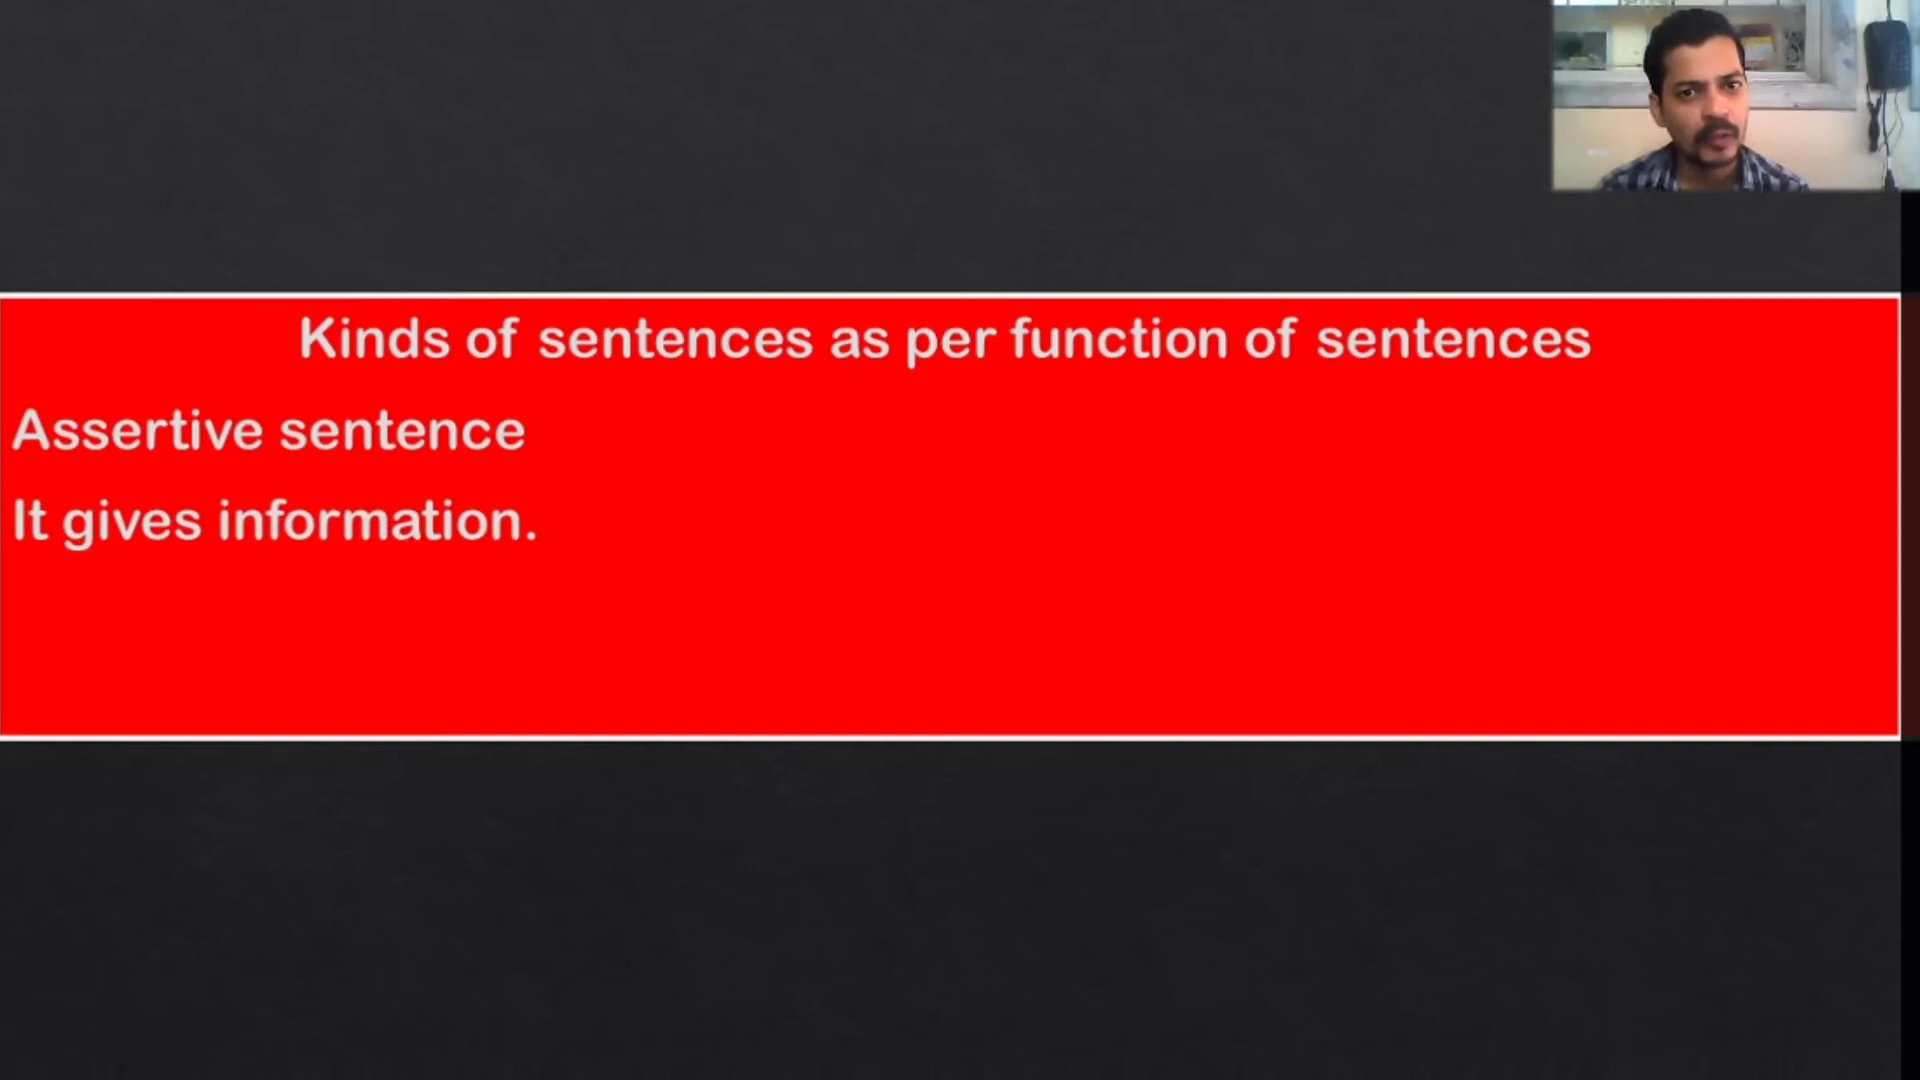 Kinds of sentences as per function of sentences
Assertive sentence
It gives information.